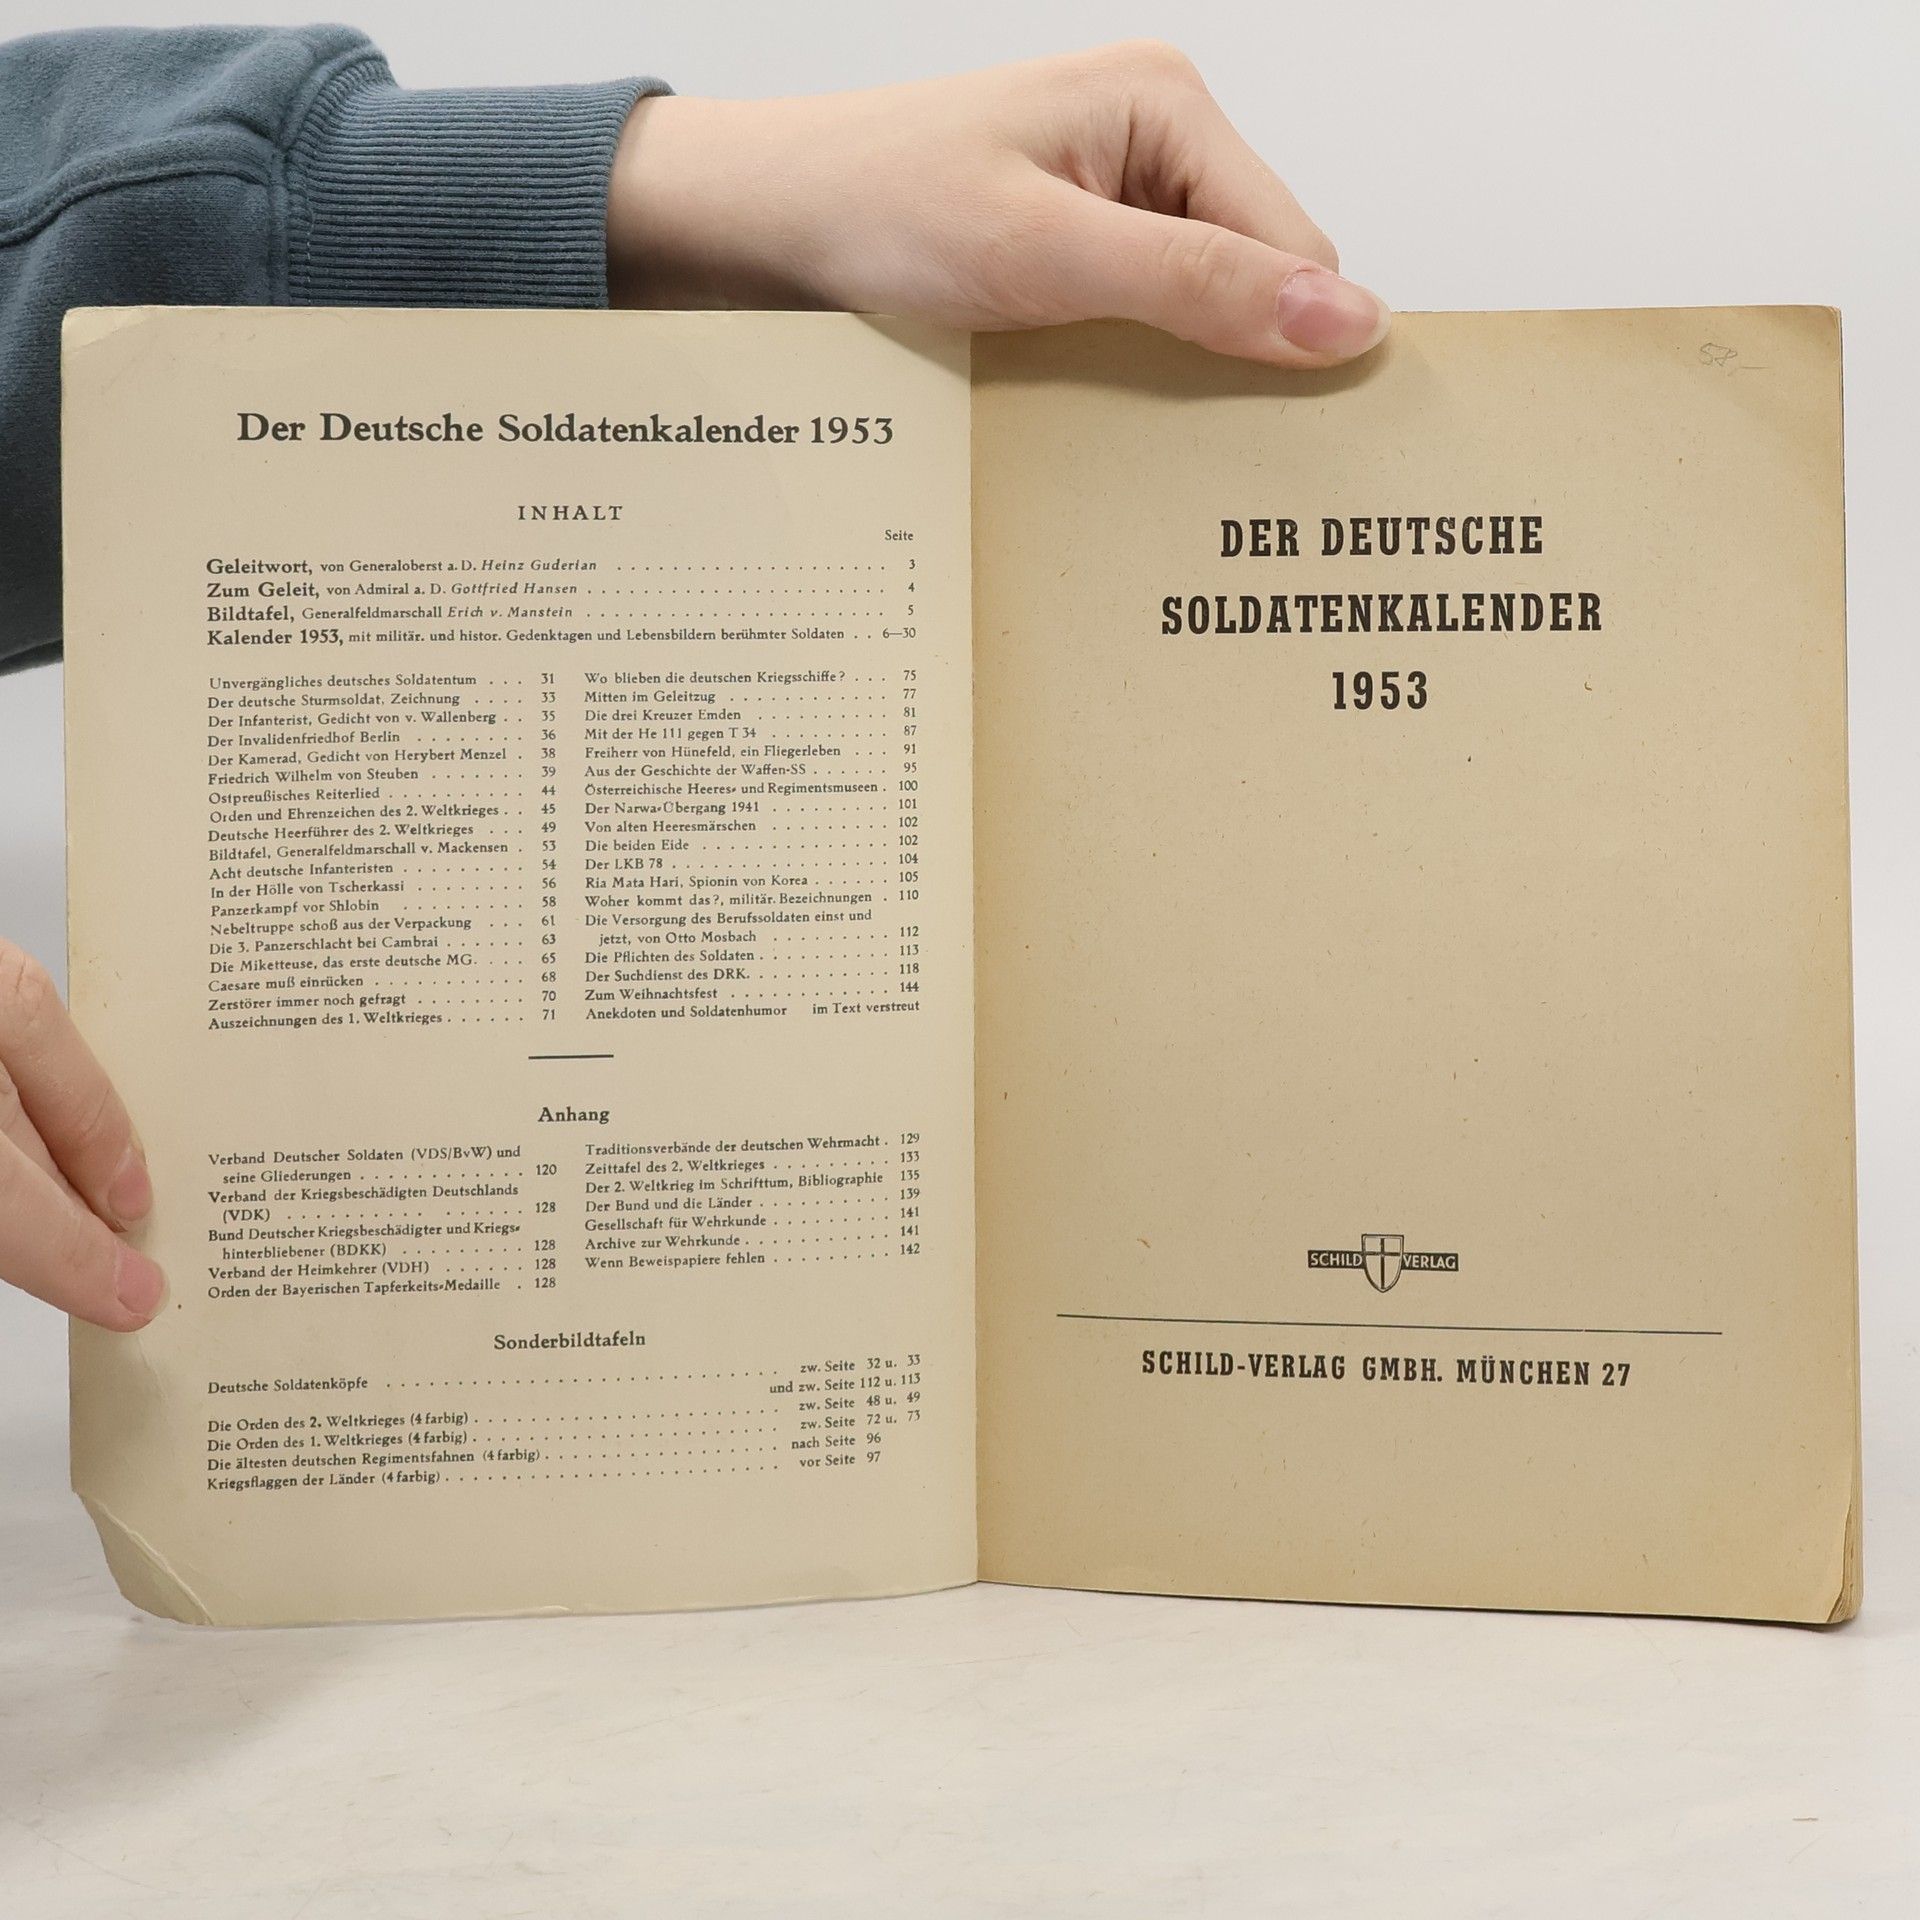 Der Deutsche Soldatenkalender 1953
INHALT
Seite
Geleitwort, von Generaloberst a. D. Heinz Guderian . . . . . . . . . . . . . . . . . . . 3
Zum Geleit, von Admiral a. D. Gottfried Hansen . . . . . . . . . . . . . . . . . . . . . 4
Bildtafel, Generalfeldmarschall Erich v. Manstein . . . . . . . . . . . . . . . . . . . . . 5
Kalender 1953, mit militär. und histor. Gedenktagen und Lebensbildern berühmter Soldaten . . 6—30
Unvergängliches deutsches Soldatentum . . . 31
Der deutsche Sturmsoldat, Zeichnung . . . . 33
Der Infanterist, Gedicht von v. Wallenberg . . 35
Der Invalidenfriedhof Berlin . . . . . . . . 36
Der Kamerad, Gedicht von Herybert Menzel . 38
Friedrich Wilhelm von Steuben . . . . . . . 39
Ostpreußisches Reiterlied . . . . . . . . . . 44
Orden und Ehrenzeichen des 2. Weltkrieges . . 45
Deutsche Heerführer des 2. Weltkrieges . . . 49
Bildtafel, Generalfeldmarschall v. Mackensen . 53
Acht deutsche Infanteristen . . . . . . . . . 54
In der Hölle von Tscherkassi . . . . . . . . 56
Panzerkampf vor Shlobin . . . . . . . . . 58
Nebeltruppe schoß aus der Verpackung . . . 61
Die 3. Panzerschlacht bei Cambrai . . . . . . 63
Die Miketteuse, das erste deutsche MG. . . . 65
Caesare muß einrücken . . . . . . . . . . . 68
Zerstörer immer noch gefragt . . . . . . . . 70
Auszeichnungen des 1. Weltkrieges . . . . . . 71
Wo blieben die deutschen Kriegsschiffe? . . . 75
Mitten im Geleitzug . . . . . . . . . . . . 77
Die drei Kreuzer Emden . . . . . . . . . . 81
Mit der He 111 gegen T 34 . . . . . . . . . 87
Freiherr von Hünefeld, ein Fliegerleben . . . 91
Aus der Geschichte der Waffen-SS . . . . . . 95
Österreichische Heeres- und Regimentsmuseen . 100
Der Narwa-Übergang 1941 . . . . . . . . . 101
Von alten Heeresmärschen . . . . . . . . . 102
Die beiden Eide . . . . . . . . . . . . . . 102
Der LKB 78 . . . . . . . . . . . . . . . . 104
Ria Mata Hari, Spionin von Korea . . . . . . 105
Woher kommt das?, militär. Bezeichnungen . 110
Die Versorgung des Berufssoldaten einst und
jetzt, von Otto Mosbach . . . . . . . . . 112
Die Pflichten des Soldaten . . . . . . . . . . 113
Der Suchdienst des DRK. . . . . . . . . . . 118
Zum Weihnachtsfest . . . . . . . . . . . . 144
Anekdoten und Soldatenhumor im Text verstreut
Anhang
Verband Deutscher Soldaten (VDS/BvW) und
seine Gliederungen . . . . . . . . . . . . 120
Verband der Kriegsbeschädigten Deutschlands
(VDK) . . . . . . . . . . . . . . . . 128
Bund Deutscher Kriegsbeschädigter und Kriegs-
hinterbliebener (BDKK) . . . . . . . . . 128
Verband der Heimkehrer (VDH) . . . . . . 128
Orden der Bayerischen Tapferkeits-Medaille . 128
Traditionsverbände der deutschen Wehrmacht . 129
Zeittafel des 2. Weltkrieges . . . . . . . . . 133
Der 2. Weltkrieg im Schrifttum, Bibliographie 135
Der Bund und die Länder . . . . . . . . . . 139
Gesellschaft für Wehrkunde . . . . . . . . . 141
Archive zur Wehrkunde . . . . . . . . . . . 141
Wenn Beweispapiere fehlen . . . . . . . . . 142
Sonderbildtafeln
Deutsche Soldatenköpfe . . . . . . . . . . . . . . . . . . . . . . . . . . . . zw. Seite 32 u. 33
und zw. Seite 112 u. 113
Die Orden des 2. Weltkrieges (4 farbig) . . . . . . . . . . . . . . . . . . . . . . zw. Seite 48 u. 49
Die Orden des 1. Weltkrieges (4 farbig) . . . . . . . . . . . . . . . . . . . . . . zw. Seite 72 u. 73
Die ältesten deutschen Regimentsfahnen (4 farbig) . . . . . . . . . . . . . . . . . nach Seite 96
Kriegsflaggen der Länder (4 farbig) . . . . . . . . . . . . . . . . . . . . . . . . vor Seite 97
58,—
DER DEUTSCHE
SOLDATENKALENDER
1953
SCHILD VERLAG
SCHILD-VERLAG GMBH. MÜNCHEN 27